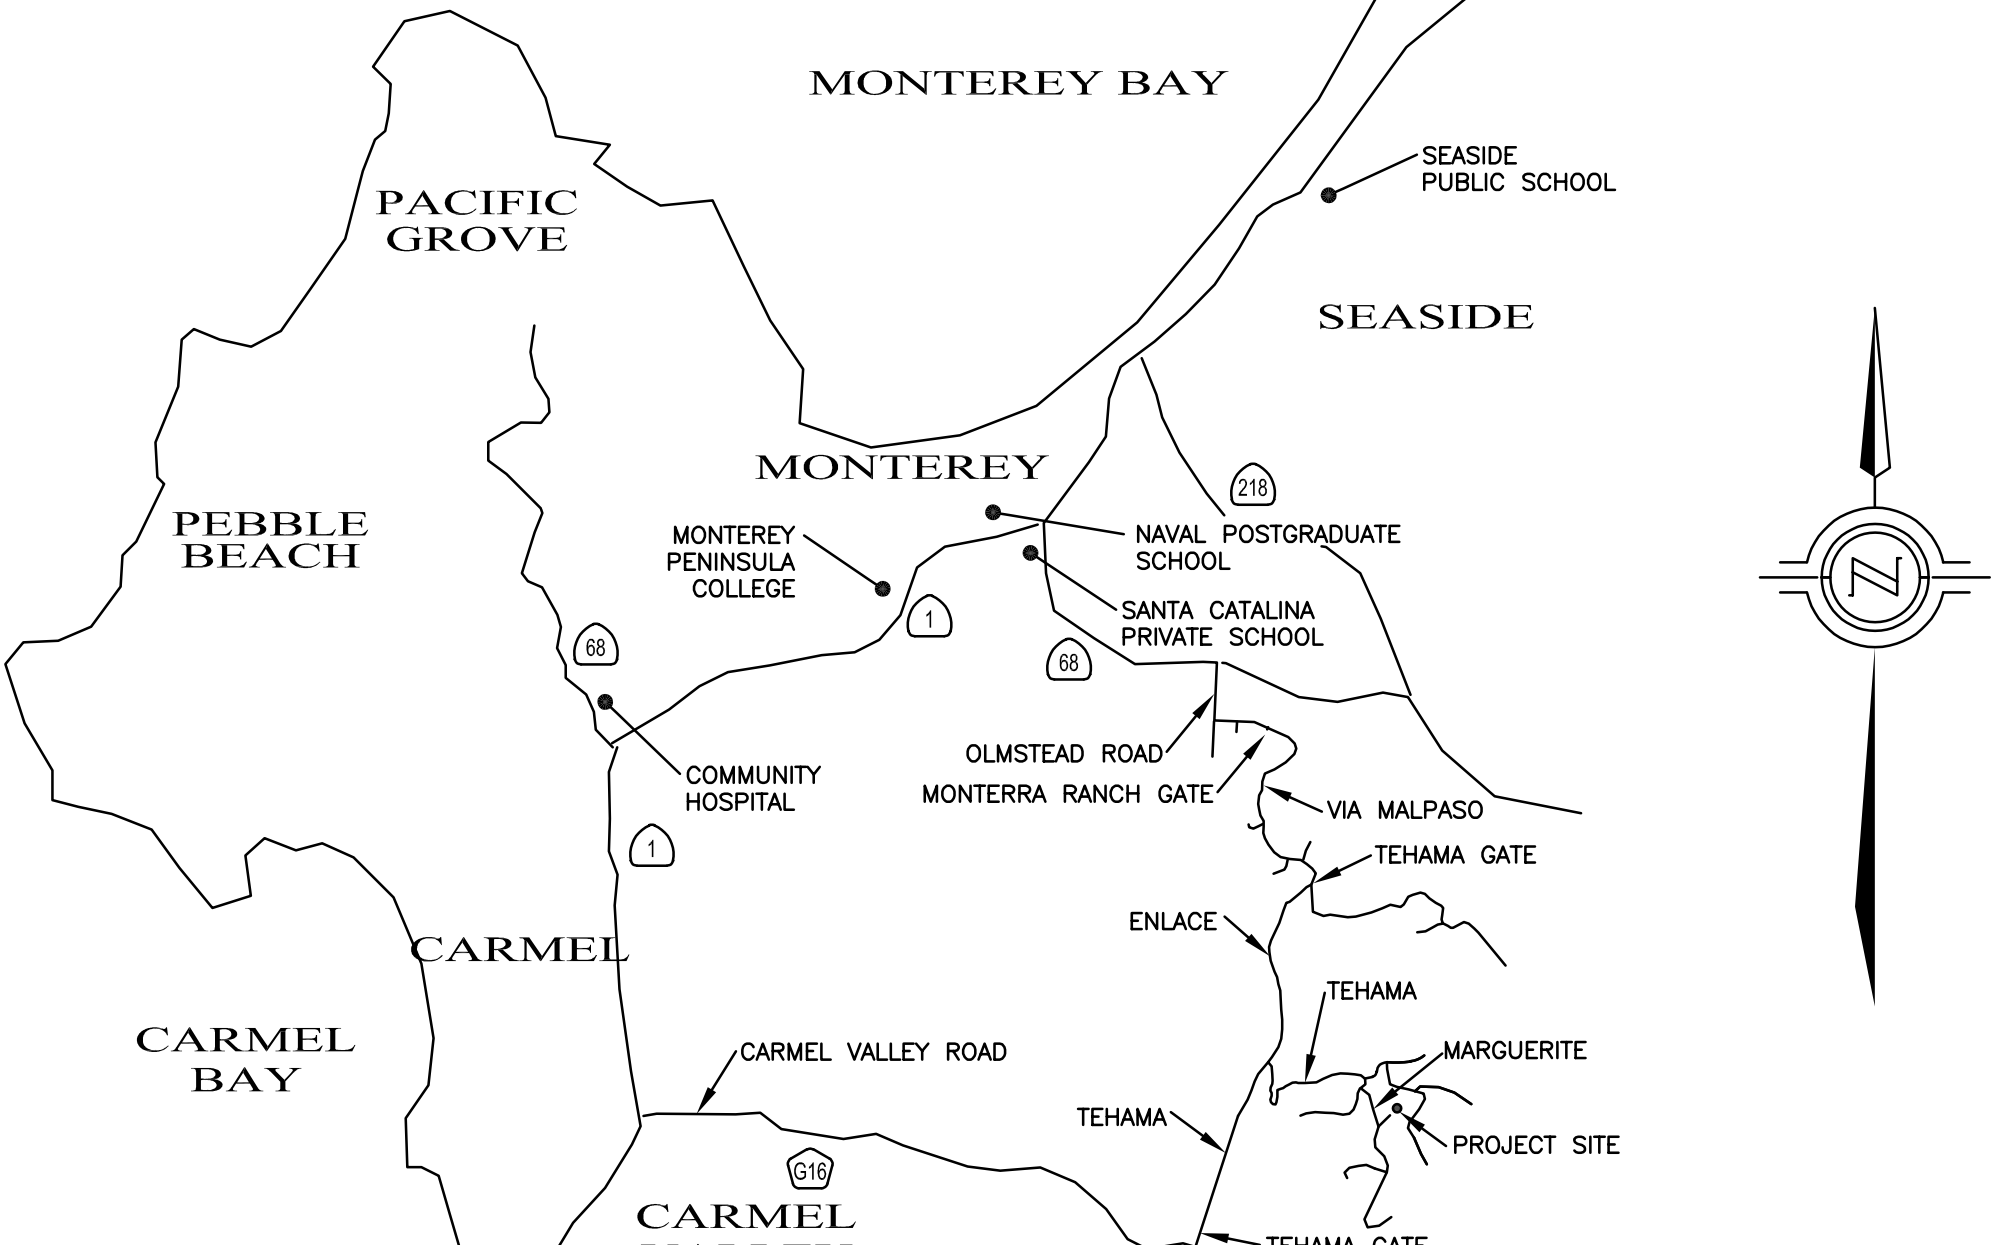 MONTEREY BAY
SEASIDE
PUBLIC SCHOOL
PACIFIC
GROVE
SEASIDE
MONTEREY
218
PEBBLE
BEACH
MONTEREY
PENINSULA
COLLEGE
NAVAL POSTGRADUATE
SCHOOL
N
1
SANTA CATALINA
PRIVATE SCHOOL
68
68
OLMSTEAD ROAD
MONTERRA RANCH GATE
COMMUNITY
HOSPITAL
VIA MALPASO
1
TEHAMA GATE
ENLACE
CARMEL
TEHAMA
CARMEL
BAY
CARMEL VALLEY ROAD
MARGUERITE
TEHAMA
PROJECT SITE
G16
CARMEL
TEHAMA GATE